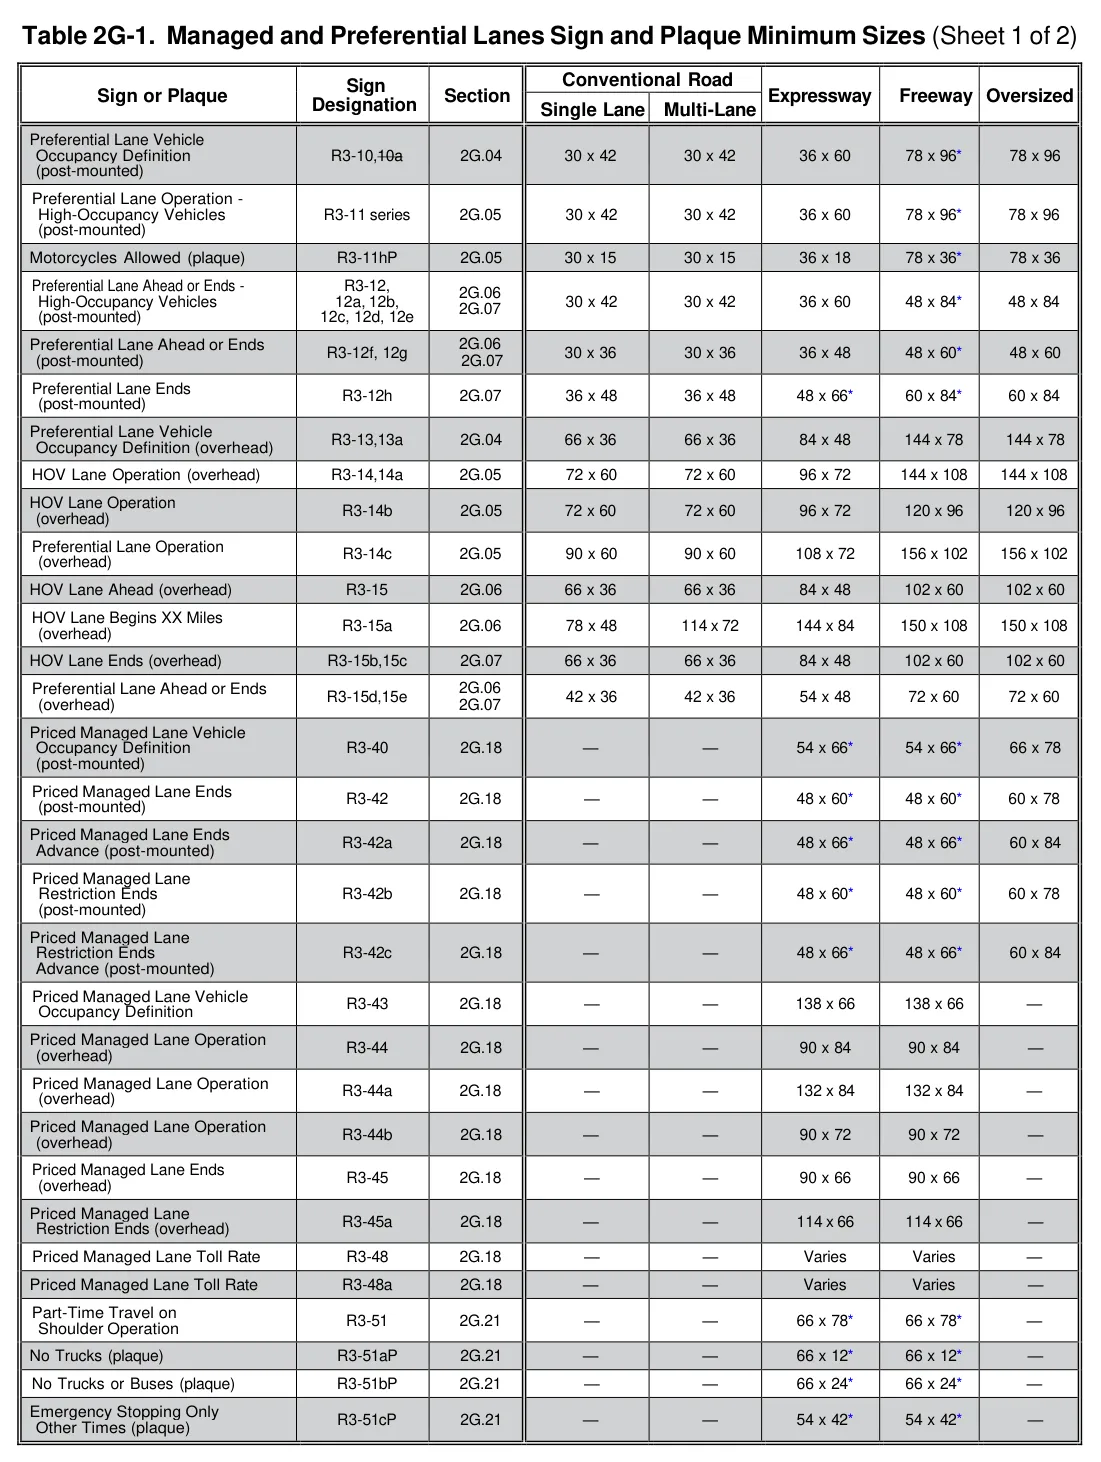 Table 2G-1. Managed and Preferential Lanes Sign and Plaque Minimum Sizes (Sheet 1 of 2)
Sign or Plaque Sign Designation Section Conventional Road Expressway Freeway Oversized
Single Lane Multi-Lane
Preferential Lane Vehicle
Occupancy Definition
(post-mounted) R3-10,10a 2G.04 30 x 42 30 x 42 36 x 60 78 x 96* 78 x 96
Preferential Lane Operation -
High-Occupancy Vehicles
(post-mounted) R3-11 series 2G.05 30 x 42 30 x 42 36 x 60 78 x 96* 78 x 96
Motorcycles Allowed (plaque) R3-11hP 2G.05 30 x 15 30 x 15 36 x 18 78 x 36* 78 x 36
Preferential Lane Ahead or Ends -
High-Occupancy Vehicles
(post-mounted) R3-12, 12a, 12b, 12c, 12d, 12e 2G.06 2G.07 30 x 42 30 x 42 36 x 60 48 x 84* 48 x 84
Preferential Lane Ahead or Ends
(post-mounted) R3-12f, 12g 2G.06 2G.07 30 x 36 30 x 36 36 x 48 48 x 60* 48 x 60
Preferential Lane Ends
(post-mounted) R3-12h 2G.07 36 x 48 36 x 48 48 x 66* 60 x 84* 60 x 84
Preferential Lane Vehicle
Occupancy Definition (overhead) R3-13,13a 2G.04 66 x 36 66 x 36 84 x 48 144 x 78 144 x 78
HOV Lane Operation (overhead) R3-14,14a 2G.05 72 x 60 72 x 60 96 x 72 144 x 108 144 x 108
HOV Lane Operation
(overhead) R3-14b 2G.05 72 x 60 72 x 60 96 x 72 120 x 96 120 x 96
Preferential Lane Operation
(overhead) R3-14c 2G.05 90 x 60 90 x 60 108 x 72 156 x 102 156 x 102
HOV Lane Ahead (overhead) R3-15 2G.06 66 x 36 66 x 36 84 x 48 102 x 60 102 x 60
HOV Lane Begins XX Miles
(overhead) R3-15a 2G.06 78 x 48 114 x 72 144 x 84 150 x 108 150 x 108
HOV Lane Ends (overhead) R3-15b,15c 2G.07 66 x 36 66 x 36 84 x 48 102 x 60 102 x 60
Preferential Lane Ahead or Ends
(overhead) R3-15d,15e 2G.06 2G.07 42 x 36 42 x 36 54 x 48 72 x 60 72 x 60
Priced Managed Lane Vehicle
Occupancy Definition
(post-mounted) R3-40 2G.18 — — 54 x 66* 54 x 66* 66 x 78
Priced Managed Lane Ends
(post-mounted) R3-42 2G.18 — — 48 x 60* 48 x 60* 60 x 78
Priced Managed Lane Ends
Advance (post-mounted) R3-42a 2G.18 — — 48 x 66* 48 x 66* 60 x 84
Priced Managed Lane
Restriction Ends
(post-mounted) R3-42b 2G.18 — — 48 x 60* 48 x 60* 60 x 78
Priced Managed Lane
Restriction Ends
Advance (post-mounted) R3-42c 2G.18 — — 48 x 66* 48 x 66* 60 x 84
Priced Managed Lane Vehicle
Occupancy Definition R3-43 2G.18 — — 138 x 66 138 x 66 —
Priced Managed Lane Operation
(overhead) R3-44 2G.18 — — 90 x 84 90 x 84 —
Priced Managed Lane Operation
(overhead) R3-44a 2G.18 — — 132 x 84 132 x 84 —
Priced Managed Lane Operation
(overhead) R3-44b 2G.18 — — 90 x 72 90 x 72 —
Priced Managed Lane Ends
(overhead) R3-45 2G.18 — — 90 x 66 90 x 66 —
Priced Managed Lane
Restriction Ends (overhead) R3-45a 2G.18 — — 114 x 66 114 x 66 —
Priced Managed Lane Toll Rate R3-48 2G.18 — — Varies Varies —
Priced Managed Lane Toll Rate R3-48a 2G.18 — — Varies Varies —
Part-Time Travel on
Shoulder Operation R3-51 2G.21 — — 66 x 78* 66 x 78* —
No Trucks (plaque) R3-51aP 2G.21 — — 66 x 12* 66 x 12* —
No Trucks or Buses (plaque) R3-51bP 2G.21 — — 66 x 24* 66 x 24* —
Emergency Stopping Only
Other Times (plaque) R3-51cP 2G.21 — — 54 x 42* 54 x 42* —